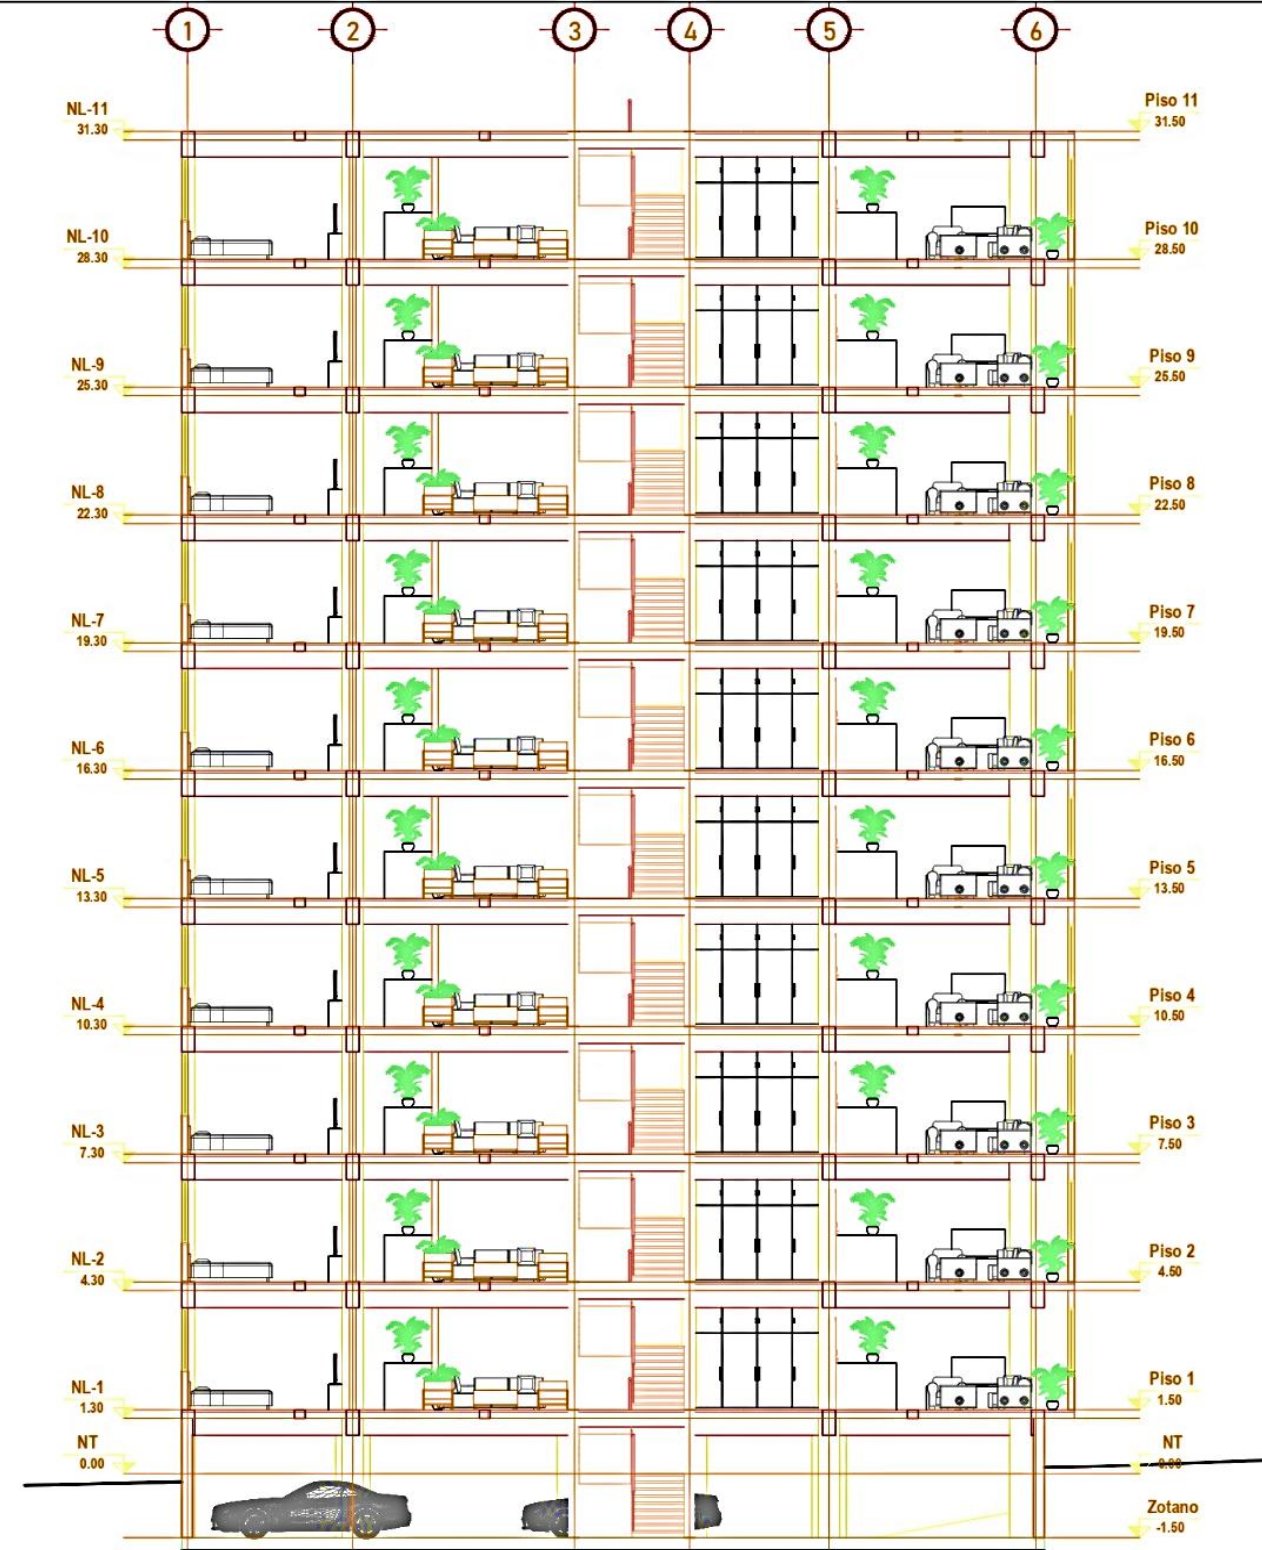 1 2 3 4 5 6
NL-11 Piso 11
31.30 31.50
NL-10 Piso 10
28.30 28.50
NL-9 Piso 9
25.30 25.50
NL-8 Piso 8
22.30 22.50
NL-7 Piso 7
19.30 19.50
NL-6 Piso 6
16.30 16.50
NL-5 Piso 5
13.30 13.50
NL-4 Piso 4
10.30 10.50
NL-3 Piso 3
7.30 7.50
NL-2 Piso 2
4.30 4.50
NL-1 Piso 1
1.30 1.50
NT NT
0.00 0.00
Zotano
-1.50